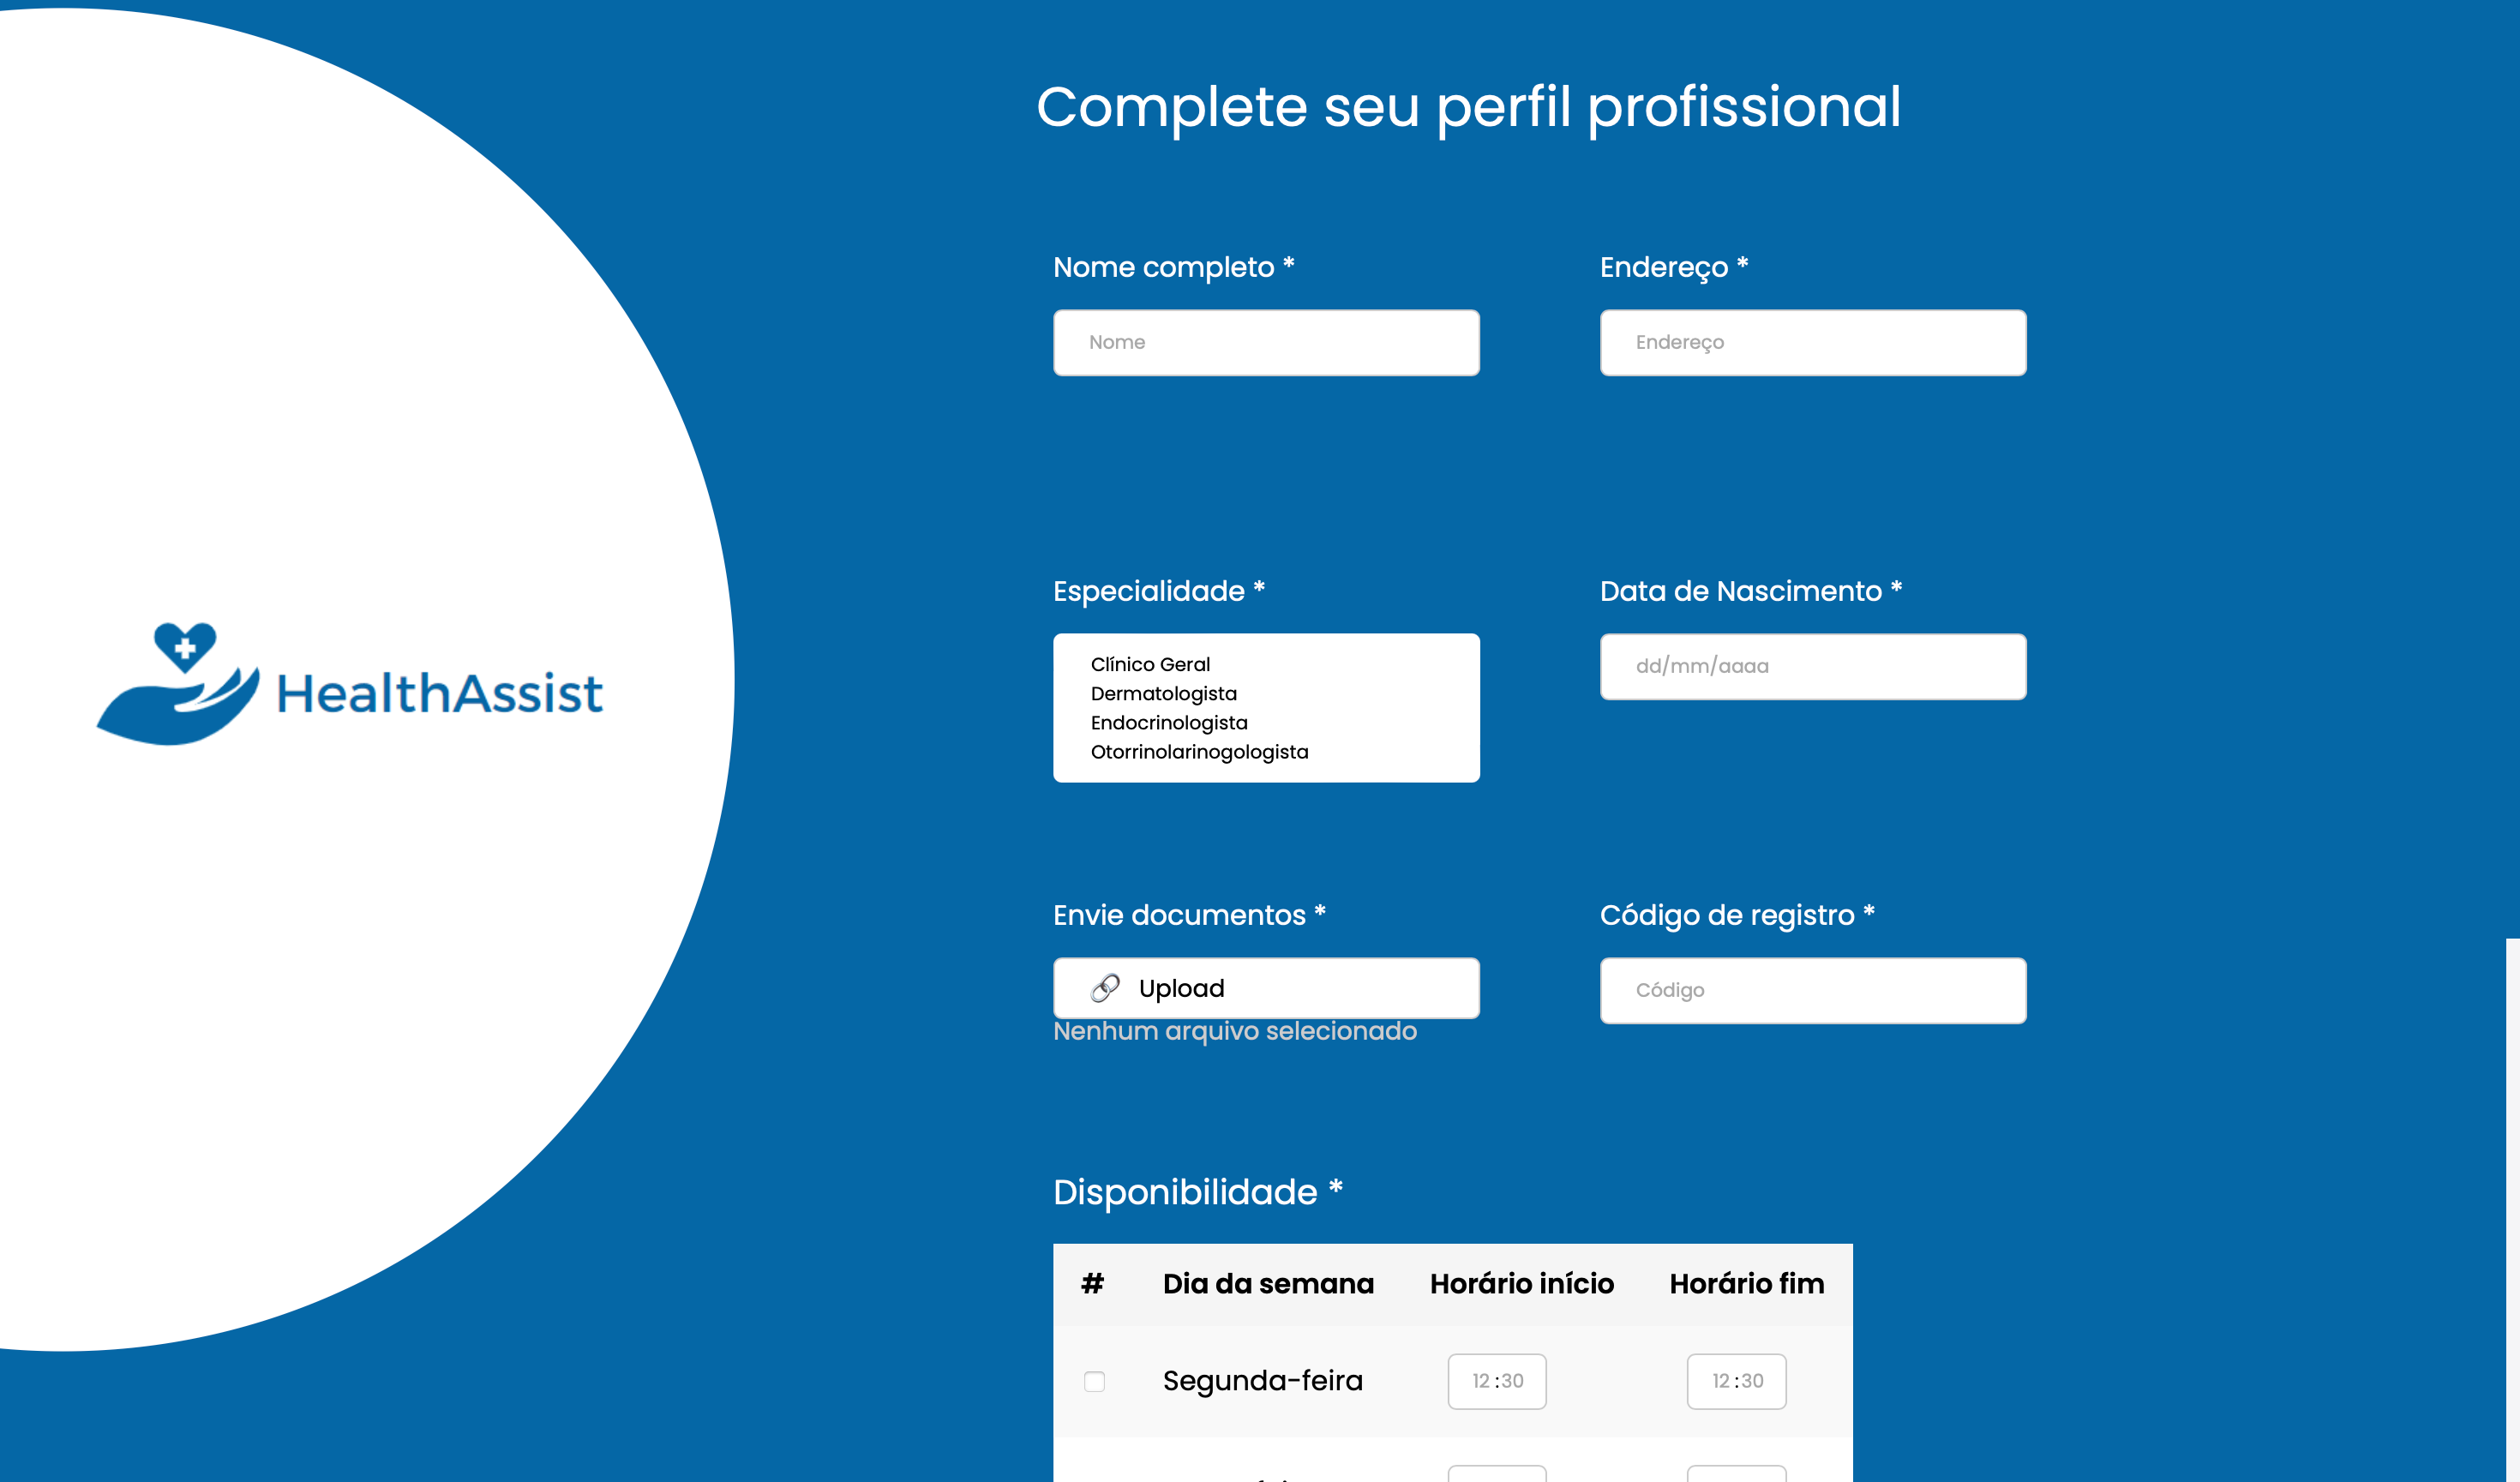 Complete seu perfil profissional
Nome completo *
Endereço *
Nome
Endereço
HealthAssist
Especialidade *
Data de Nascimento *
Clínico Geral
Dermatologista
Endocrinologista
Otorrinolarinogologista
dd/mm/aaaa
Envie documentos *
Código de registro *
Upload
Nenhum arquivo selecionado
Código
Disponibilidade *
# Dia da semana Horário início Horário fim
Segunda-feira 12 :30 12 :30